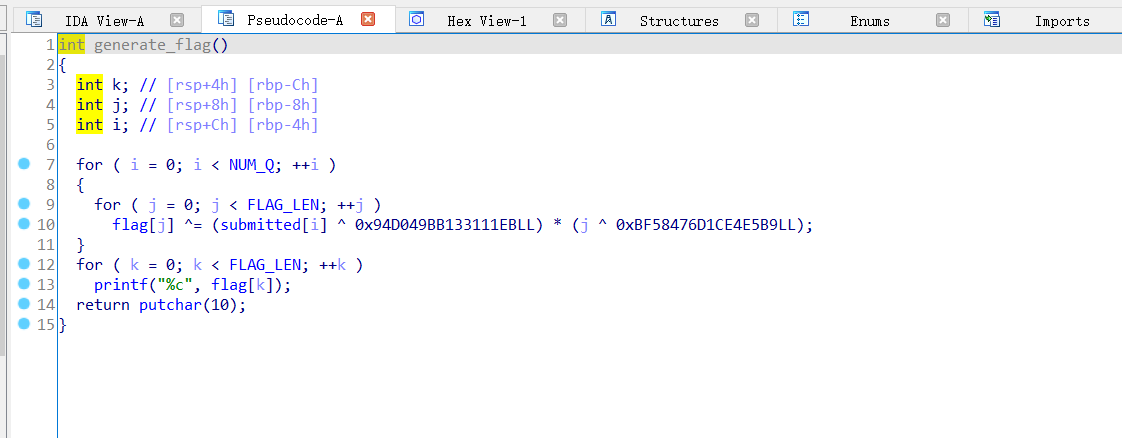 IDA View-A Pseudocode-A Hex View-1 Structures Enums Imports
1 int generate_flag()
2 {
3 int k; // [rsp+4h] [rbp-Ch]
4 int j; // [rsp+8h] [rbp-8h]
5 int i; // [rsp+Ch] [rbp-4h]
6
7 for ( i = 0; i < NUM_Q; ++i )
8 {
9 for ( j = 0; j < FLAG_LEN; ++j )
10 flag[j] ^= (submitted[i] ^ 0x94D049BB133111EBLL) * (j ^ 0xBF58476D1CE4E5B9LL);
11 }
12 for ( k = 0; k < FLAG_LEN; ++k )
13 printf("%c", flag[k]);
14 return putchar(10);
15 }